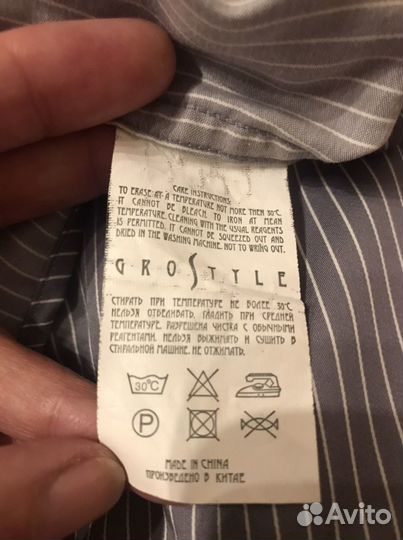 CARE INSTRUCTIONS:
TO ERASE AT A TEMPERATURE NOT MORE THEN 30°C.
IT CANNOT BE BLEACH. TO IRON AT MEAN
TEMPERATURE. CLEANING WITH THE USUAL REAGENTS
IS PERMITTED. IT CANNOT BE SQUEEZED OUT AND
DRIED IN THE WASHING MACHINE. NOT TO WRING OUT.
GROSTYLE
СТИРАТЬ ПРИ ТЕМПЕРАТУРЕ НЕ БОЛЕЕ 30°C.
НЕЛЬЗЯ ОТБЕЛИВАТЬ. ГЛАДИТЬ ПРИ СРЕДНЕЙ
ТЕМПЕРАТУРЕ. РАЗРЕШЕНА ЧИСТКА С ОБЫЧНЫМИ
РЕАГЕНТАМИ. НЕЛЬЗЯ ВЫЖИМАТЬ И СУШИТЬ В
СТИРАЛЬНОЙ МАШИНЕ. НЕ ОТЖИМАТЬ.
30°C
P
MADE IN CHINA
ПРОИЗВЕДЕНО В КИТАЕ
Avito